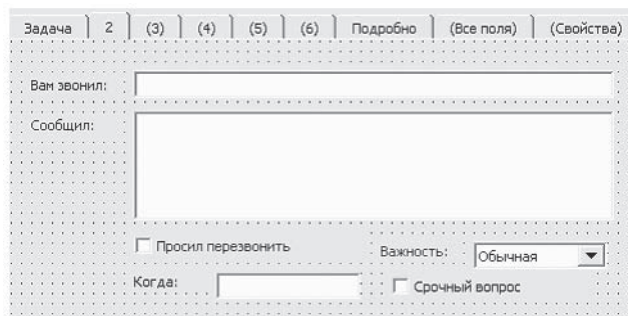 Задача 2 (3) (4) (5) (6) Подробно (Все поля) (Свойства)
Вам звонил:
Сообщил:
Просил перезвонить
Важность: Обычная
Когда:
Срочный вопрос